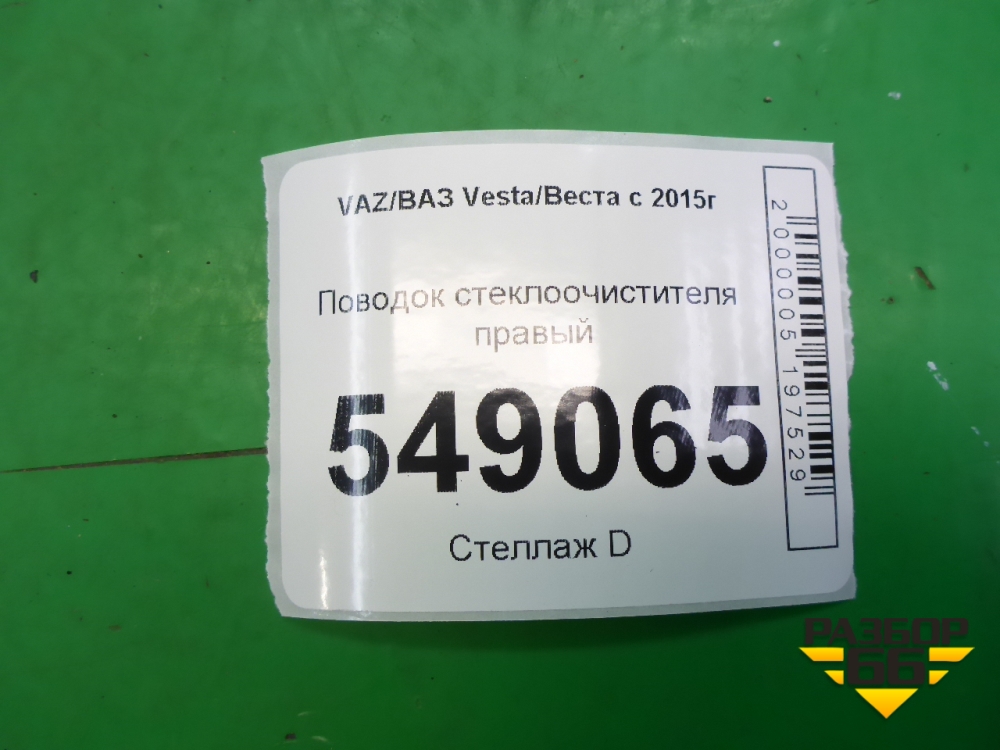 VAZ/ВАЗ Vesta/Веста с 2015г
Поводок стеклоочистителя
правый
549065
Стеллаж D
2000005197529
РАЗБОР
66